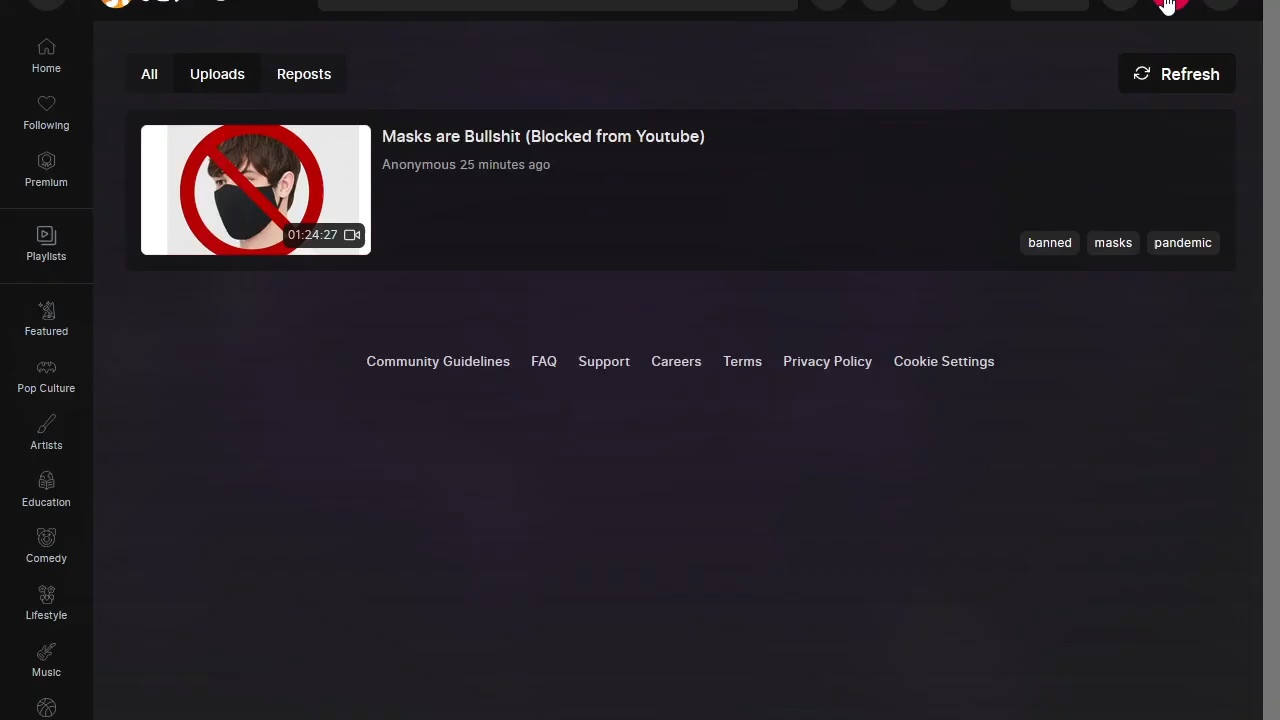 Home
Following
Premium
Playlists
Featured
Pop Culture
Artists
Education
Comedy
Lifestyle
Music
All
Uploads
Reposts
Refresh
Masks are Bullshit (Blocked from Youtube)
Anonymous 25 minutes ago
01:24:27
banned
masks
pandemic
Community Guidelines
FAQ
Support
Careers
Terms
Privacy Policy
Cookie Settings